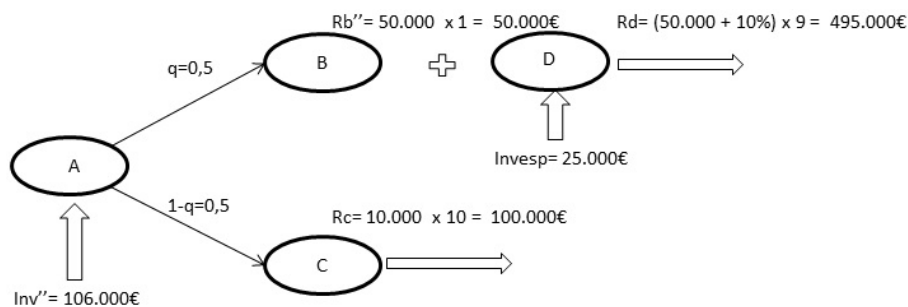 Rb’’= 50.000 x 1 = 50.000€
Rd= (50.000 + 10%) x 9 = 495.000€
B
D
q=0,5
A
Invesp= 25.000€
1-q=0,5
Rc= 10.000 x 10 = 100.000€
C
Inv’’= 106.000€